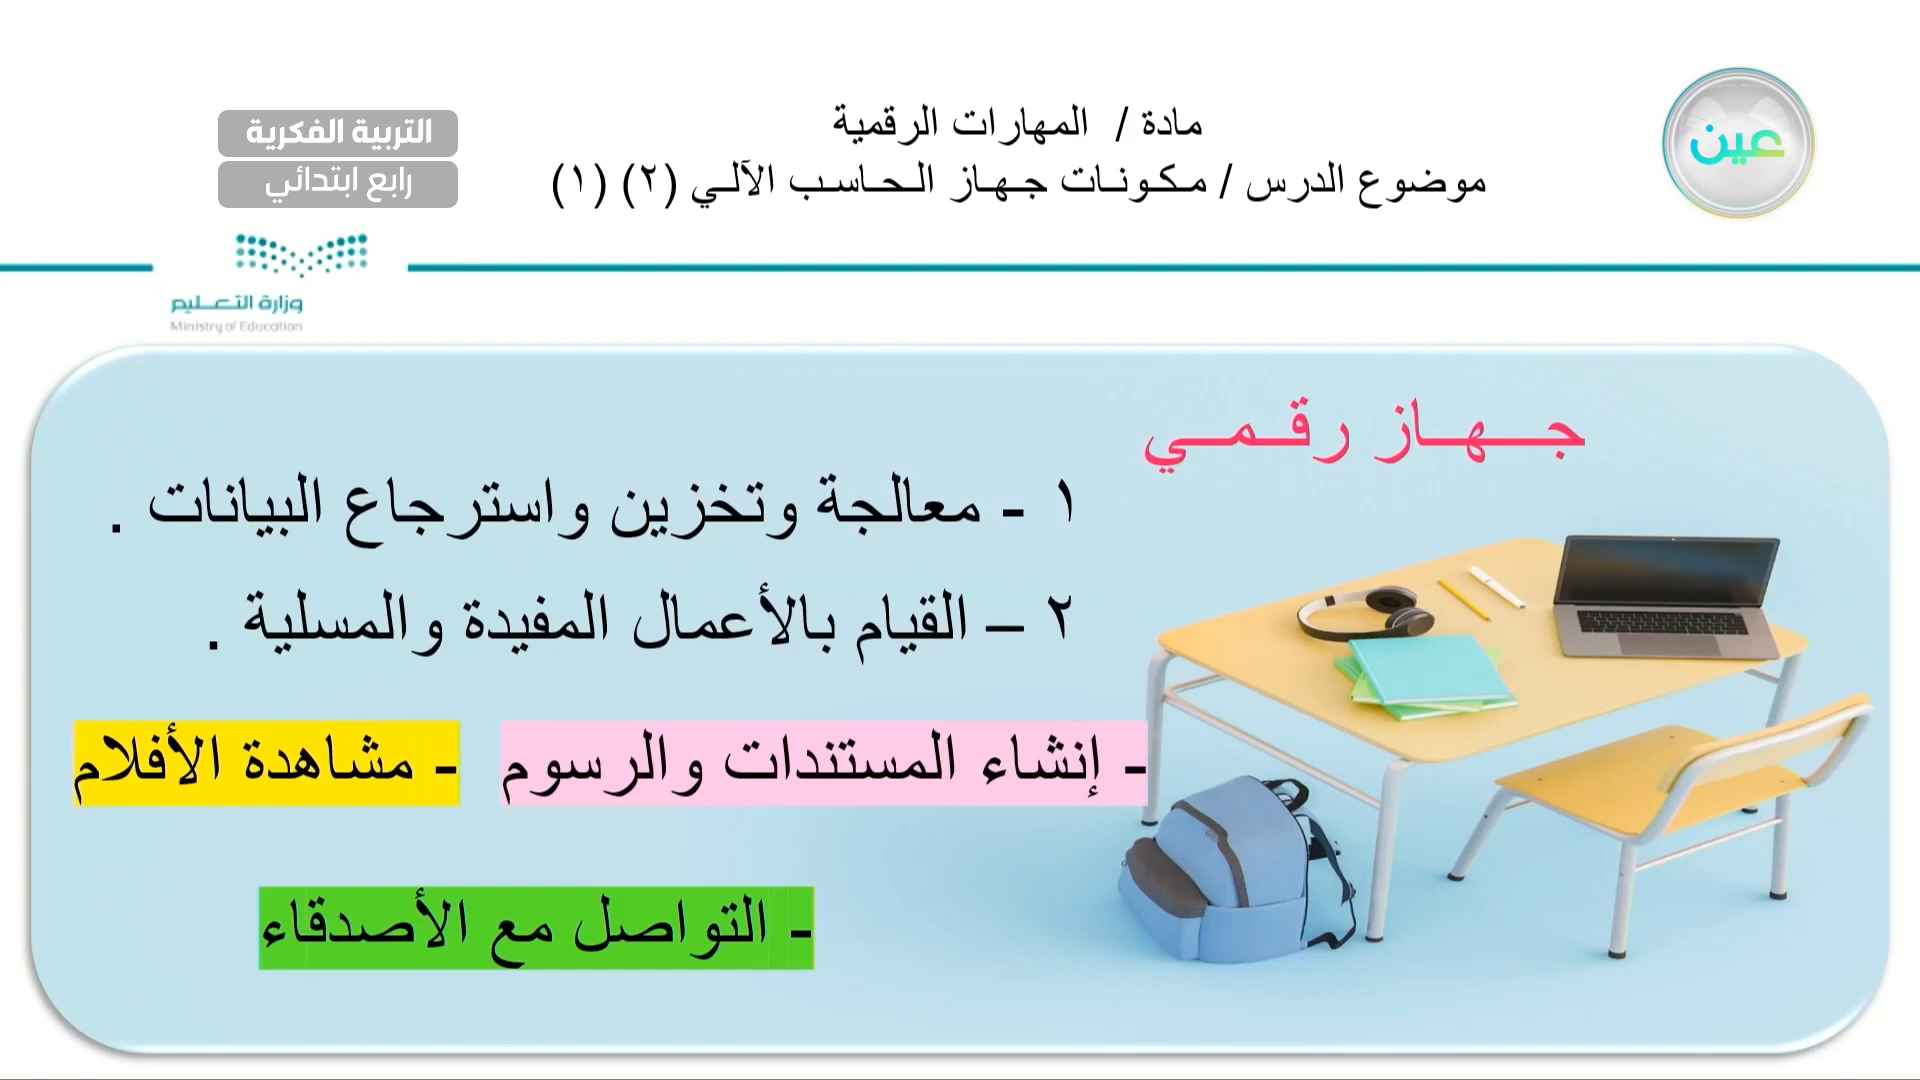 عين
مادة / المهارات الرقمية
موضوع الدرس / مكونات جهاز الحاسب الآلي (٢) (١)
التربية الفكرية
رابع ابتدائي
وزارة التعليم
Ministry of Education
جهاز رقمي
١ - معالجة وتخزين واسترجاع البيانات .
٢ – القيام بالأعمال المفيدة والمسلية .
- إنشاء المستندات والرسوم - مشاهدة الأفلام
- التواصل مع الأصدقاء